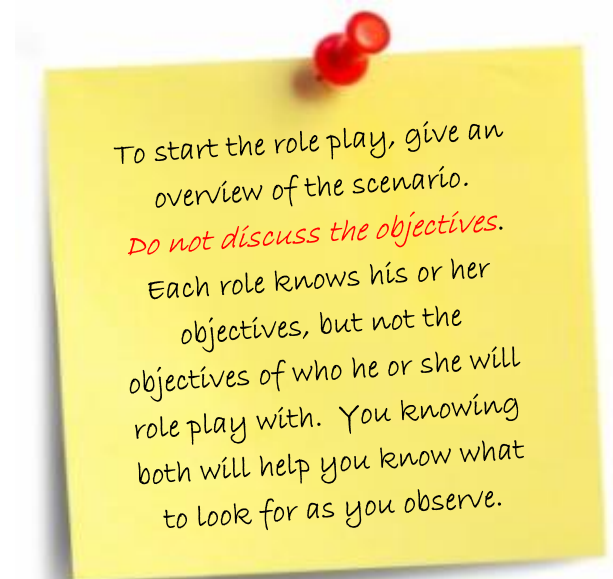 To start the role play, give an
overview of the scenario.
Do not discuss the objectives.
Each role knows his or her
objectives, but not the
objectives of who he or she will
role play with.  You knowing
both will help you know what
to look for as you observe.